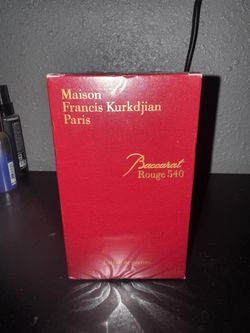 Maison
Francis Kurkdjian
Paris
Baccarat
Rouge 540